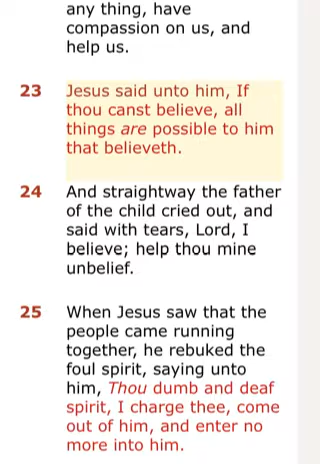 any thing, have
compassion on us, and
help us.
23 Jesus said unto him, If
thou canst believe, all
things are possible to him
that believeth.
24 And straightway the father
of the child cried out, and
said with tears, Lord, I
believe; help thou mine
unbelief.
25 When Jesus saw that the
people came running
together, he rebuked the
foul spirit, saying unto
him, Thou dumb and deaf
spirit, I charge thee, come
out of him, and enter no
more into him.